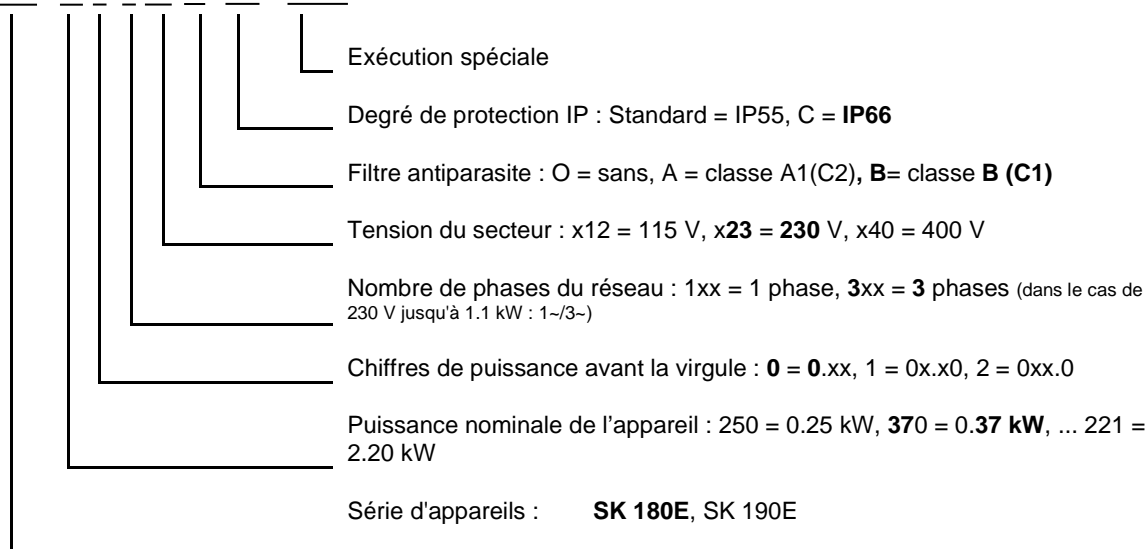 Exécution spéciale
Degré de protection IP : Standard = IP55, C = IP66
Filtre antiparasite : O = sans, A = classe A1(C2), B= classe B (C1)
Tension du secteur : x12 = 115 V, x23 = 230 V, x40 = 400 V
Nombre de phases du réseau : 1xx = 1 phase, 3xx = 3 phases (dans le cas de
230 V jusqu'à 1.1 kW : 1~/3~)
Chiffres de puissance avant la virgule : 0 = 0.xx, 1 = 0x.x0, 2 = 0xx.0
Puissance nominale de l'appareil : 250 = 0.25 kW, 370 = 0.37 kW, ... 221 =
2.20 kW
Série d'appareils : SK 180E, SK 190E